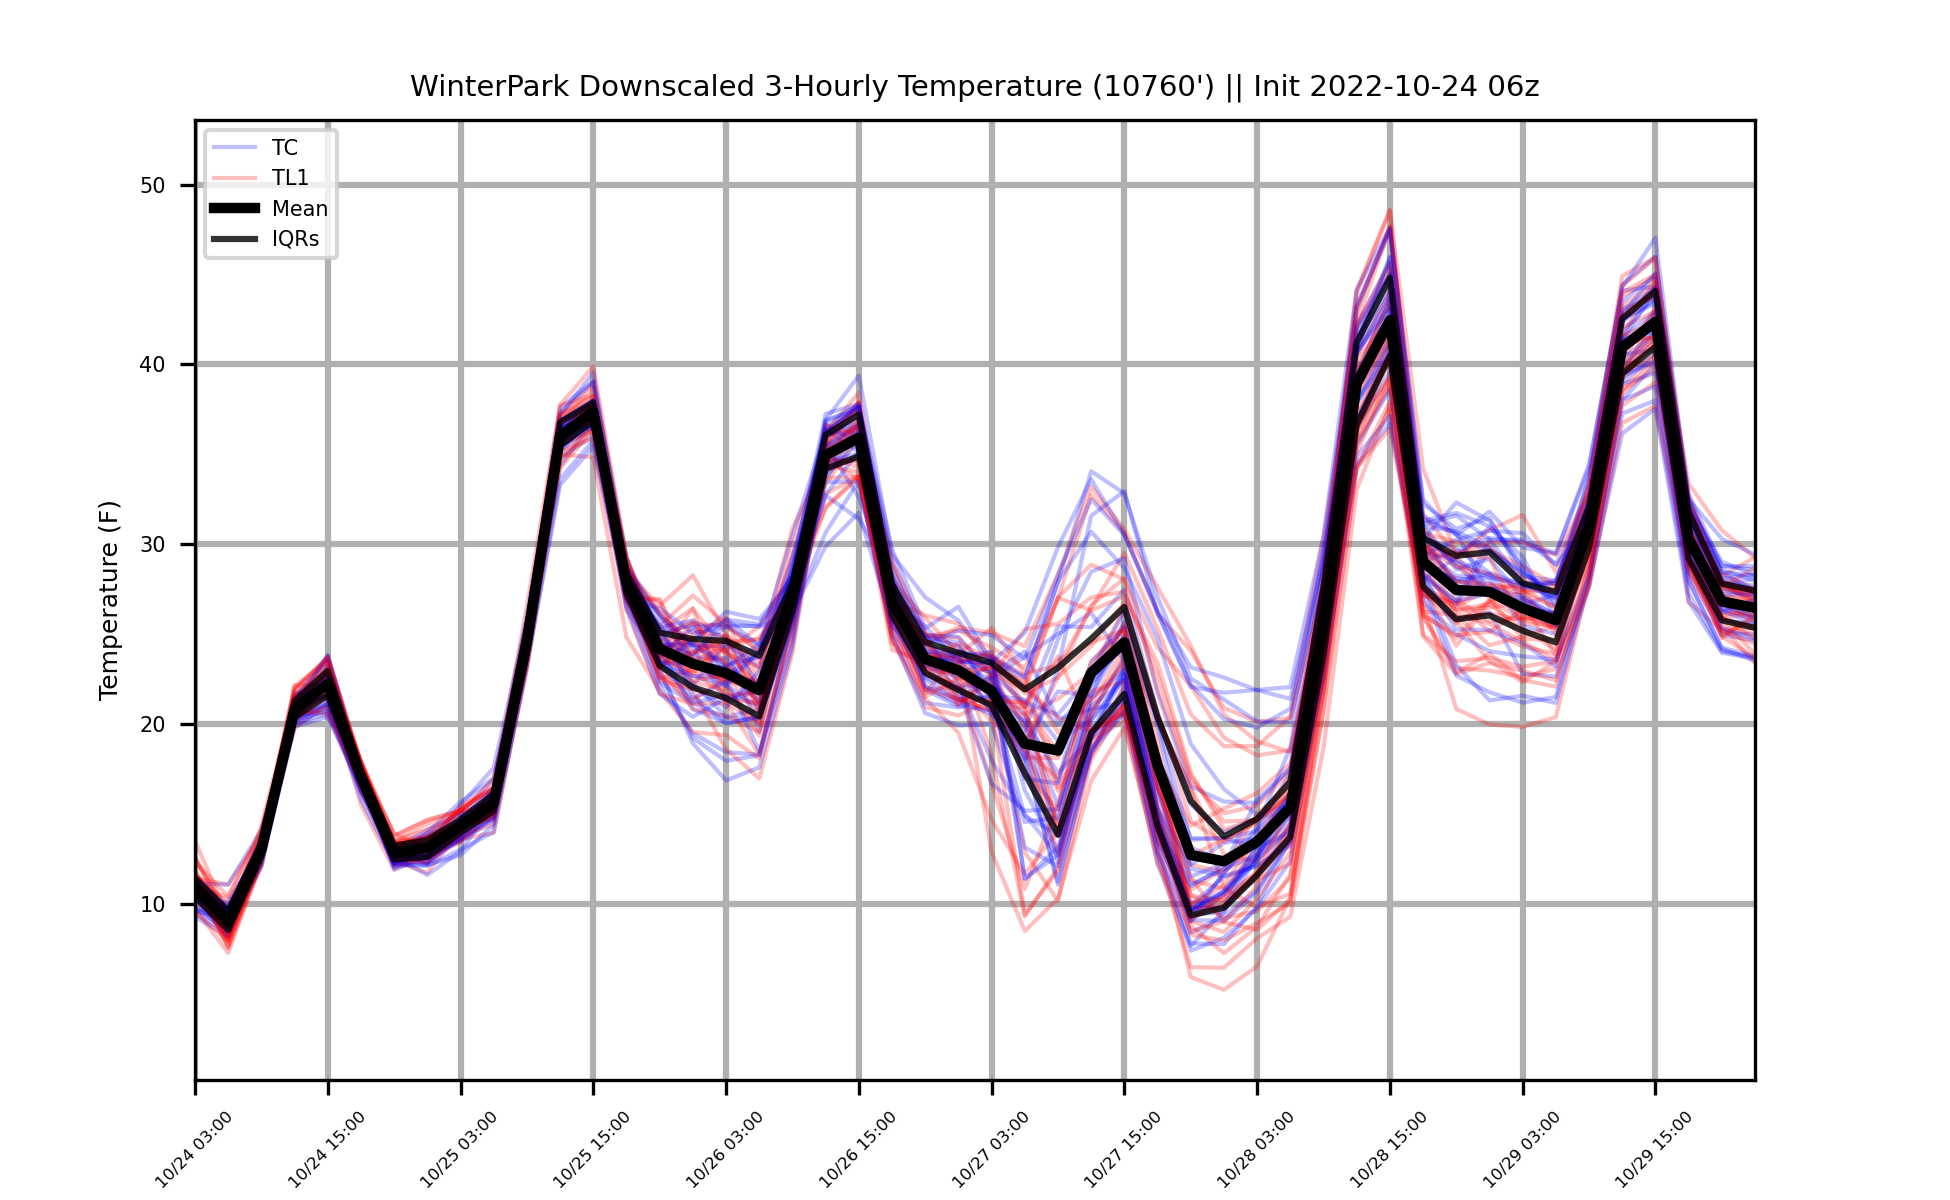 WinterPark Downscaled 3-Hourly Temperature (10760') || Init 2022-10-24 06z
TC
TL1
Mean
IQRs
Temperature (F)
50
40
30
20
10
10/24 03:00
10/24 15:00
10/25 03:00
10/25 15:00
10/26 03:00
10/26 15:00
10/27 03:00
10/27 15:00
10/28 03:00
10/28 15:00
10/29 03:00
10/29 15:00